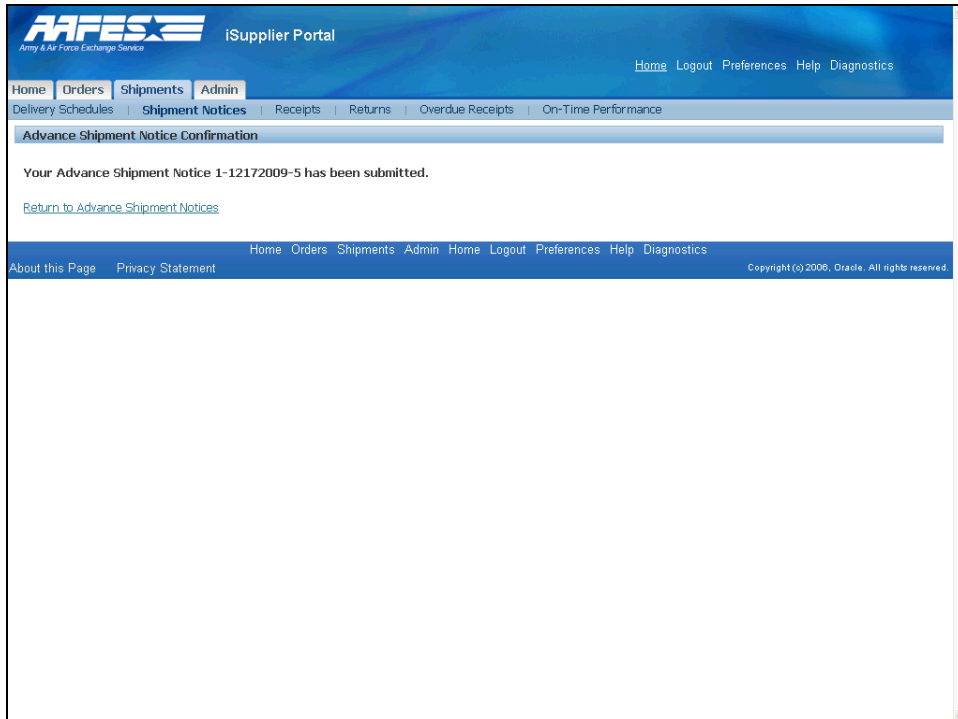 AAFES
Army & Air Force Exchange Service
iSupplier Portal
Home Logout Preferences Help Diagnostics
Home Orders Shipments Admin
Delivery Schedules | Shipment Notices | Receipts | Returns | Overdue Receipts | On-Time Performance
Advance Shipment Notice Confirmation
Your Advance Shipment Notice 1-12172009-5 has been submitted.
Return to Advance Shipment Notices
Home Orders Shipments Admin Home Logout Preferences Help Diagnostics
About this Page Privacy Statement
Copyright (c) 2006, Oracle. All rights reserved.